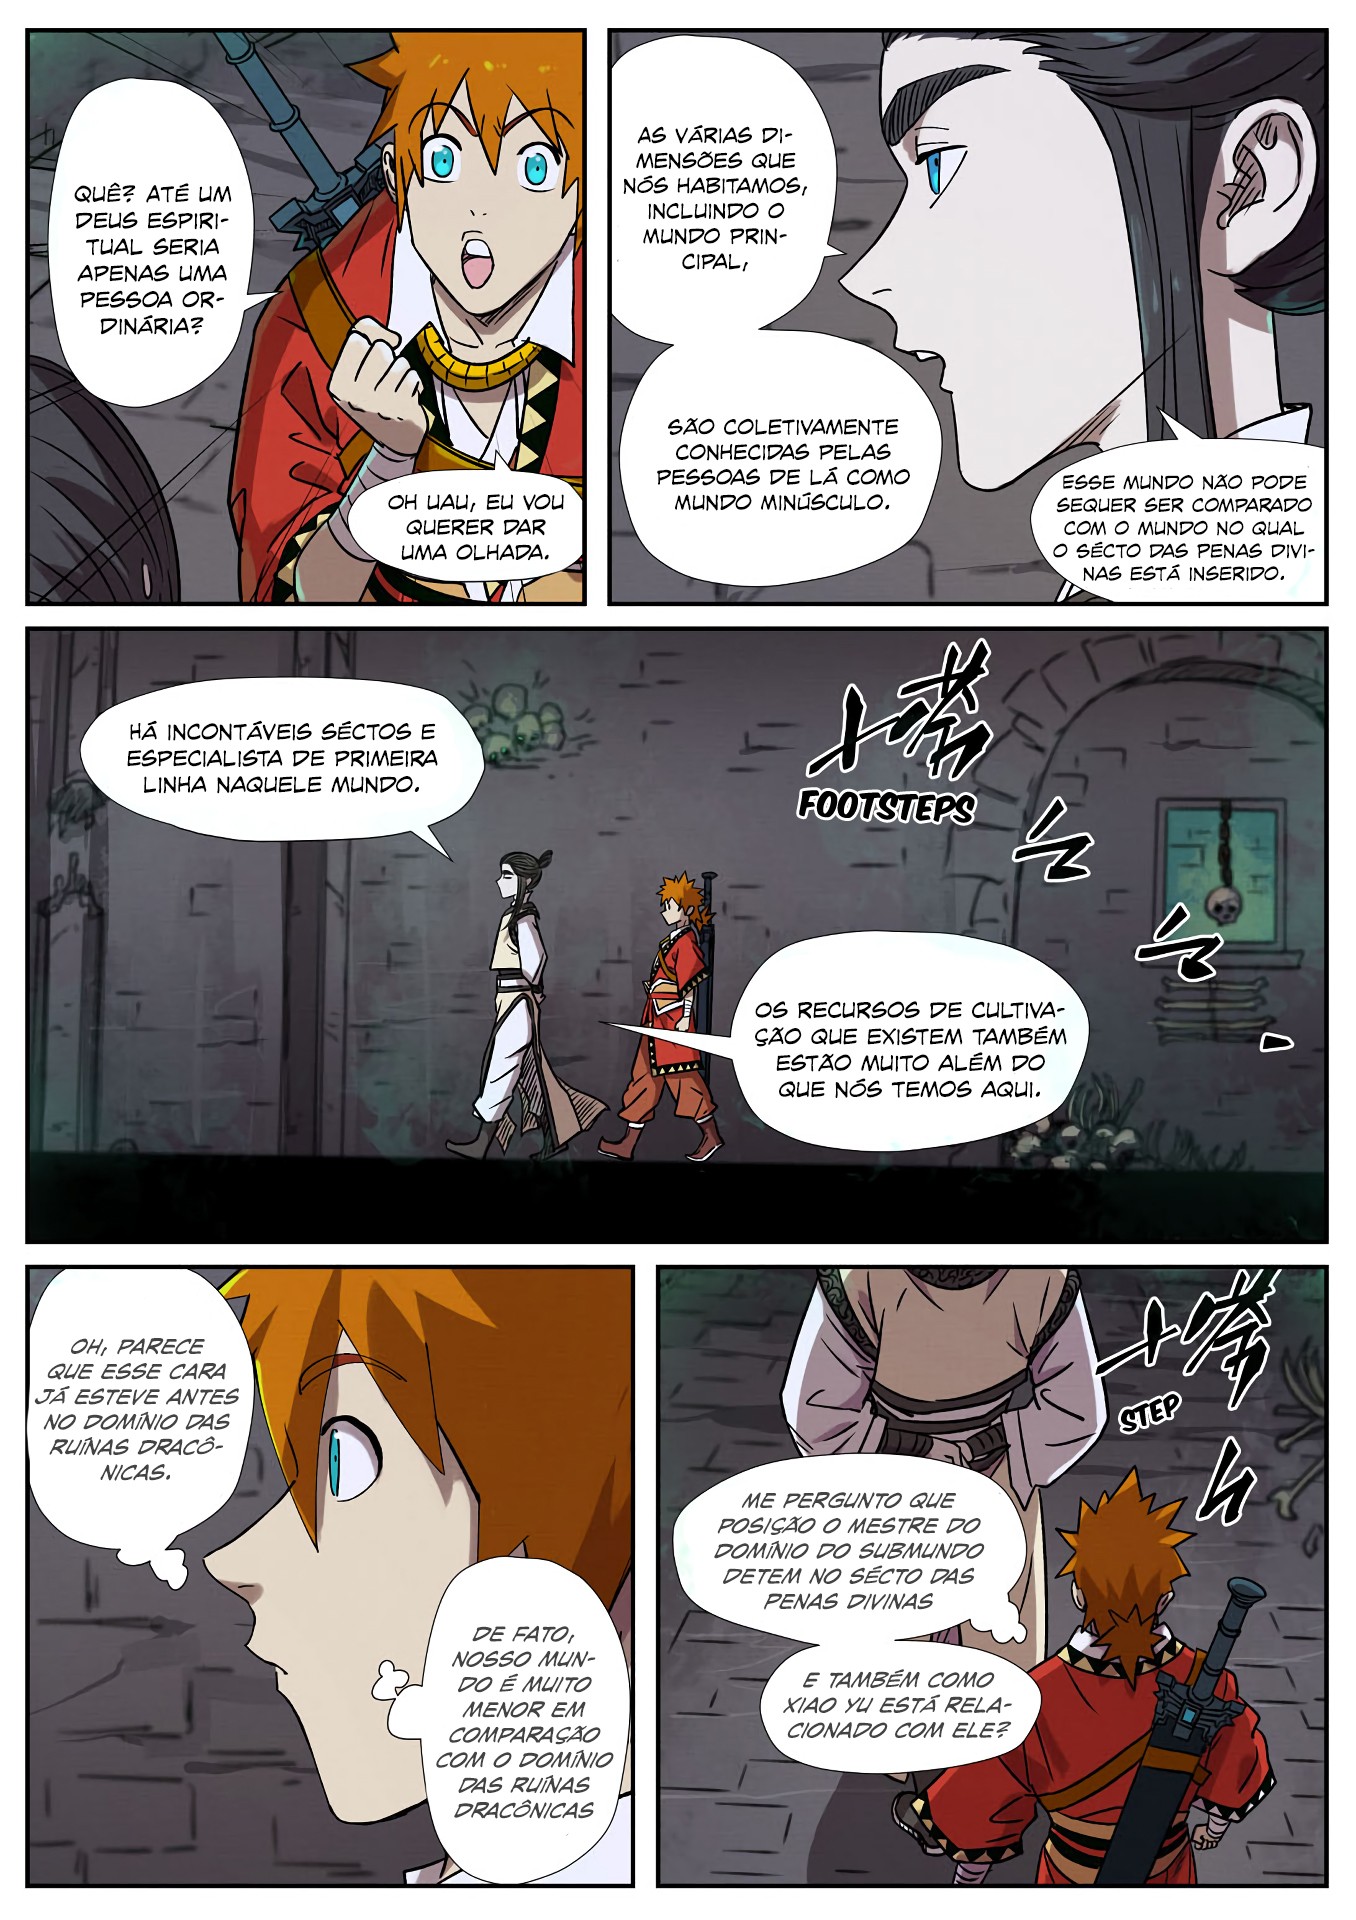 QUÊ? ATÉ UM
DEUS ESPIRI-
TUAL SERIA
APENAS UMA
PESSOA OR-
DINÁRIA?
OH UAU, EU VOU
QUERER DAR
UMA OLHADA.
AS VÁRIAS DI-
MENSÕES QUE
NÓS HABITAMOS,
INCLUINDO O
MUNDO PRIN-
CIPAL,
SÃO COLETIVAMENTE
CONHECIDAS PELAS
PESSOAS DE LÁ COMO
MUNDO MINÚSCULO.
ESSE MUNDO NÃO PODE
SEQUER SER COMPARADO
COM O MUNDO NO QUAL
O SÉCTO DAS PENAS DIVI-
NAS ESTÁ INSERIDO.
HÁ INCONTÁVEIS SÉCTOS E
ESPECIALISTA DE PRIMEIRA
LINHA NAQUELE MUNDO.
FOOTSTEPS
OS RECURSOS DE CULTIVA-
ÇÃO QUE EXISTEM TAMBÉM
ESTÃO MUITO ALÉM DO
QUE NÓS TEMOS AQUI.
OH, PARECE
QUE ESSE CARA
JÁ ESTEVE ANTES
NO DOMÍNIO DAS
RUÍNAS DRACÔ-
NICAS.
DE FATO,
NOSSO MUN-
DO É MUITO
MENOR EM
COMPARAÇÃO
COM O DOMÍNIO
DAS RUÍNAS
DRACÔNICAS
STEP
ME PERGUNTO QUE
POSIÇÃO O MESTRE DO
DOMÍNIO DO SUBMUNDO
DETEM NO SÉCTO DAS
PENAS DIVINAS
E TAMBÉM COMO
XIAO YU ESTÁ RELA-
CIONADO COM ELE?